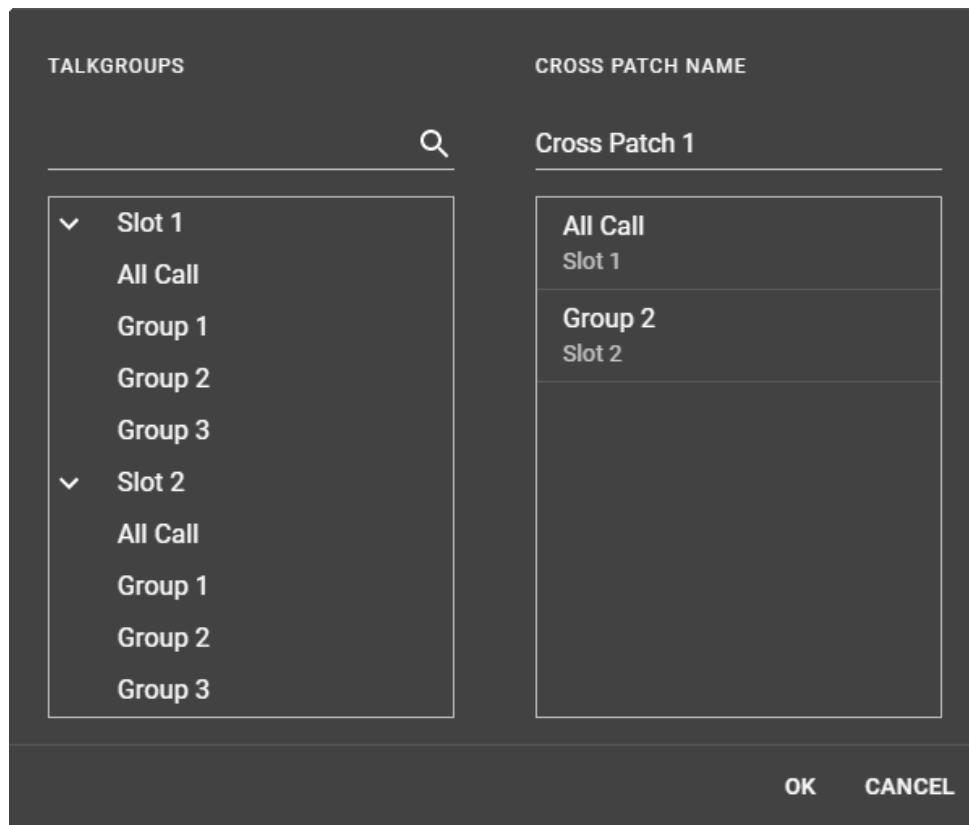 TALKGROUPS
Slot 1
All Call
Group 1
Group 2
Group 3
Slot 2
All Call
Group 1
Group 2
Group 3
CROSS PATCH NAME
Cross Patch 1
All Call
Slot 1
Group 2
Slot 2
OK CANCEL